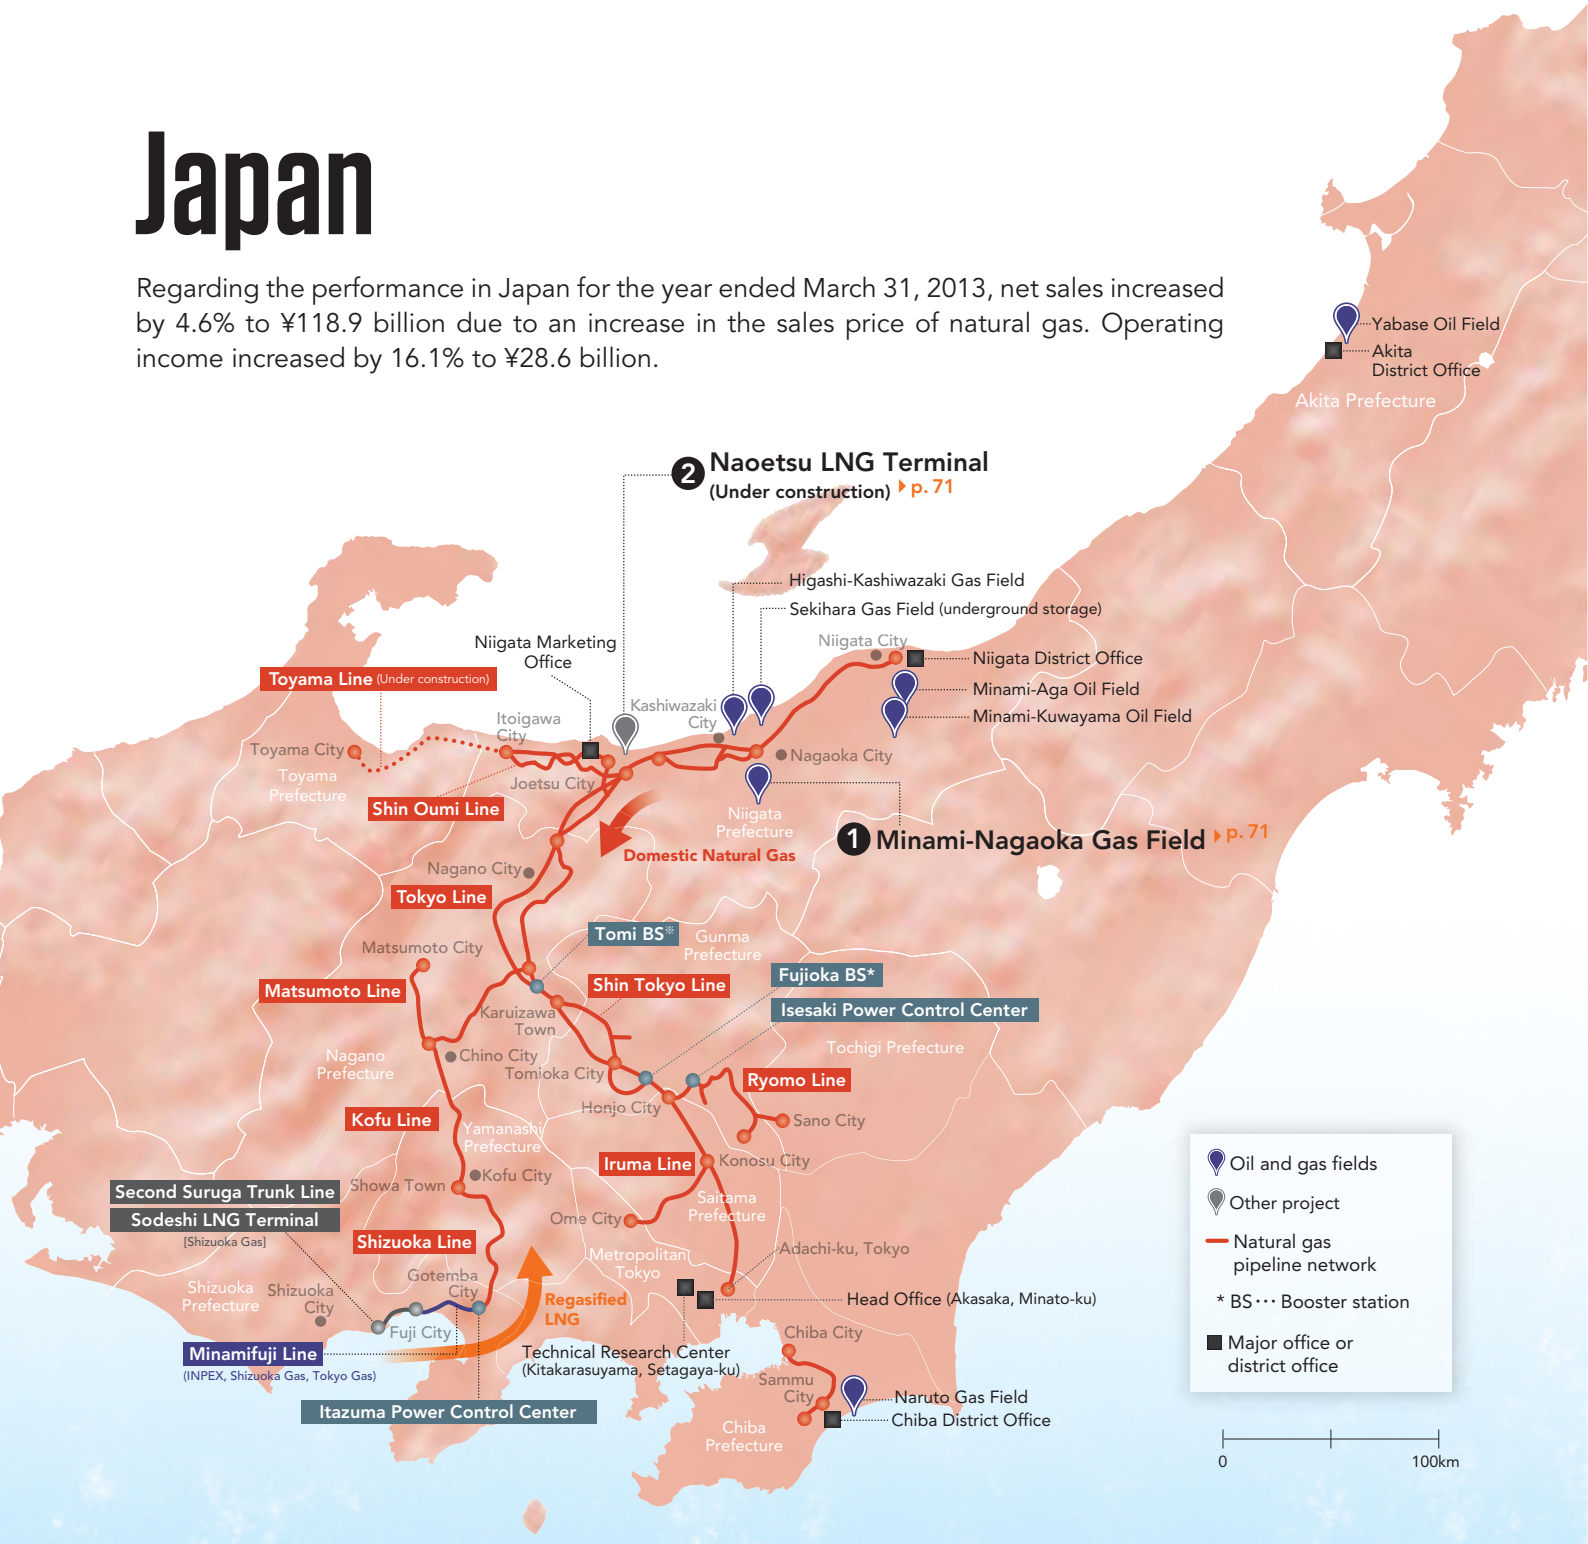 Japan
Regarding the performance in Japan for the year ended March 31, 2013, net sales increased
by 4.6% to ¥118.9 billion due to an increase in the sales price of natural gas. Operating
income increased by 16.1% to ¥28.6 billion.
Yabase Oil Field
Akita
District Office
Akita Prefecture
2 Naoetsu LNG Terminal
(Under construction) p. 71
Higashi-Kashiwazaki Gas Field
Sekihara Gas Field (underground storage)
Niigata City
Niigata Marketing
Office
Niigata District Office
Toyama Line (Under construction)
Minami-Aga Oil Field
Kashiwazaki
City
Minami-Kuwayama Oil Field
Itoigawa
City
Toyama City
Nagaoka City
Toyama
Prefecture
Joetsu City
Shin Oumi Line
Niigata
Prefecture
1 Minami-Nagaoka Gas Field p. 71
Domestic Natural Gas
Nagano City
Tokyo Line
Tomi BS※
Gunma
Prefecture
Matsumoto City
Fujioka BS*
Matsumoto Line
Shin Tokyo Line
Isesaki Power Control Center
Karuizawa
Town
Tochigi Prefecture
Nagano
Prefecture
Chino City
Tomioka City
Ryomo Line
Honjo City
Kofu Line
Sano City
Yamanashi
Prefecture
Iruma Line
Konosu City
Kofu City
Showa Town
Second Suruga Trunk Line
Sodeshi LNG Terminal
[Shizuoka Gas]
Saitama
Prefecture
Ome City
Shizuoka Line
Metropolitan
Tokyo
Adachi-ku, Tokyo
Gotemba
City
Shizuoka
Prefecture
Shizuoka
City
Regasified
LNG
Head Office (Akasaka, Minato-ku)
Fuji City
Chiba City
Minamifuji Line
(INPEX, Shizuoka Gas, Tokyo Gas)
Technical Research Center
(Kitakarasuyama, Setagaya-ku)
Sammu
City
Naruto Gas Field
Itazuma Power Control Center
Chiba District Office
Chiba
Prefecture
Oil and gas fields
Other project
Natural gas
pipeline network
* BS··· Booster station
Major office or
district office
0 100km